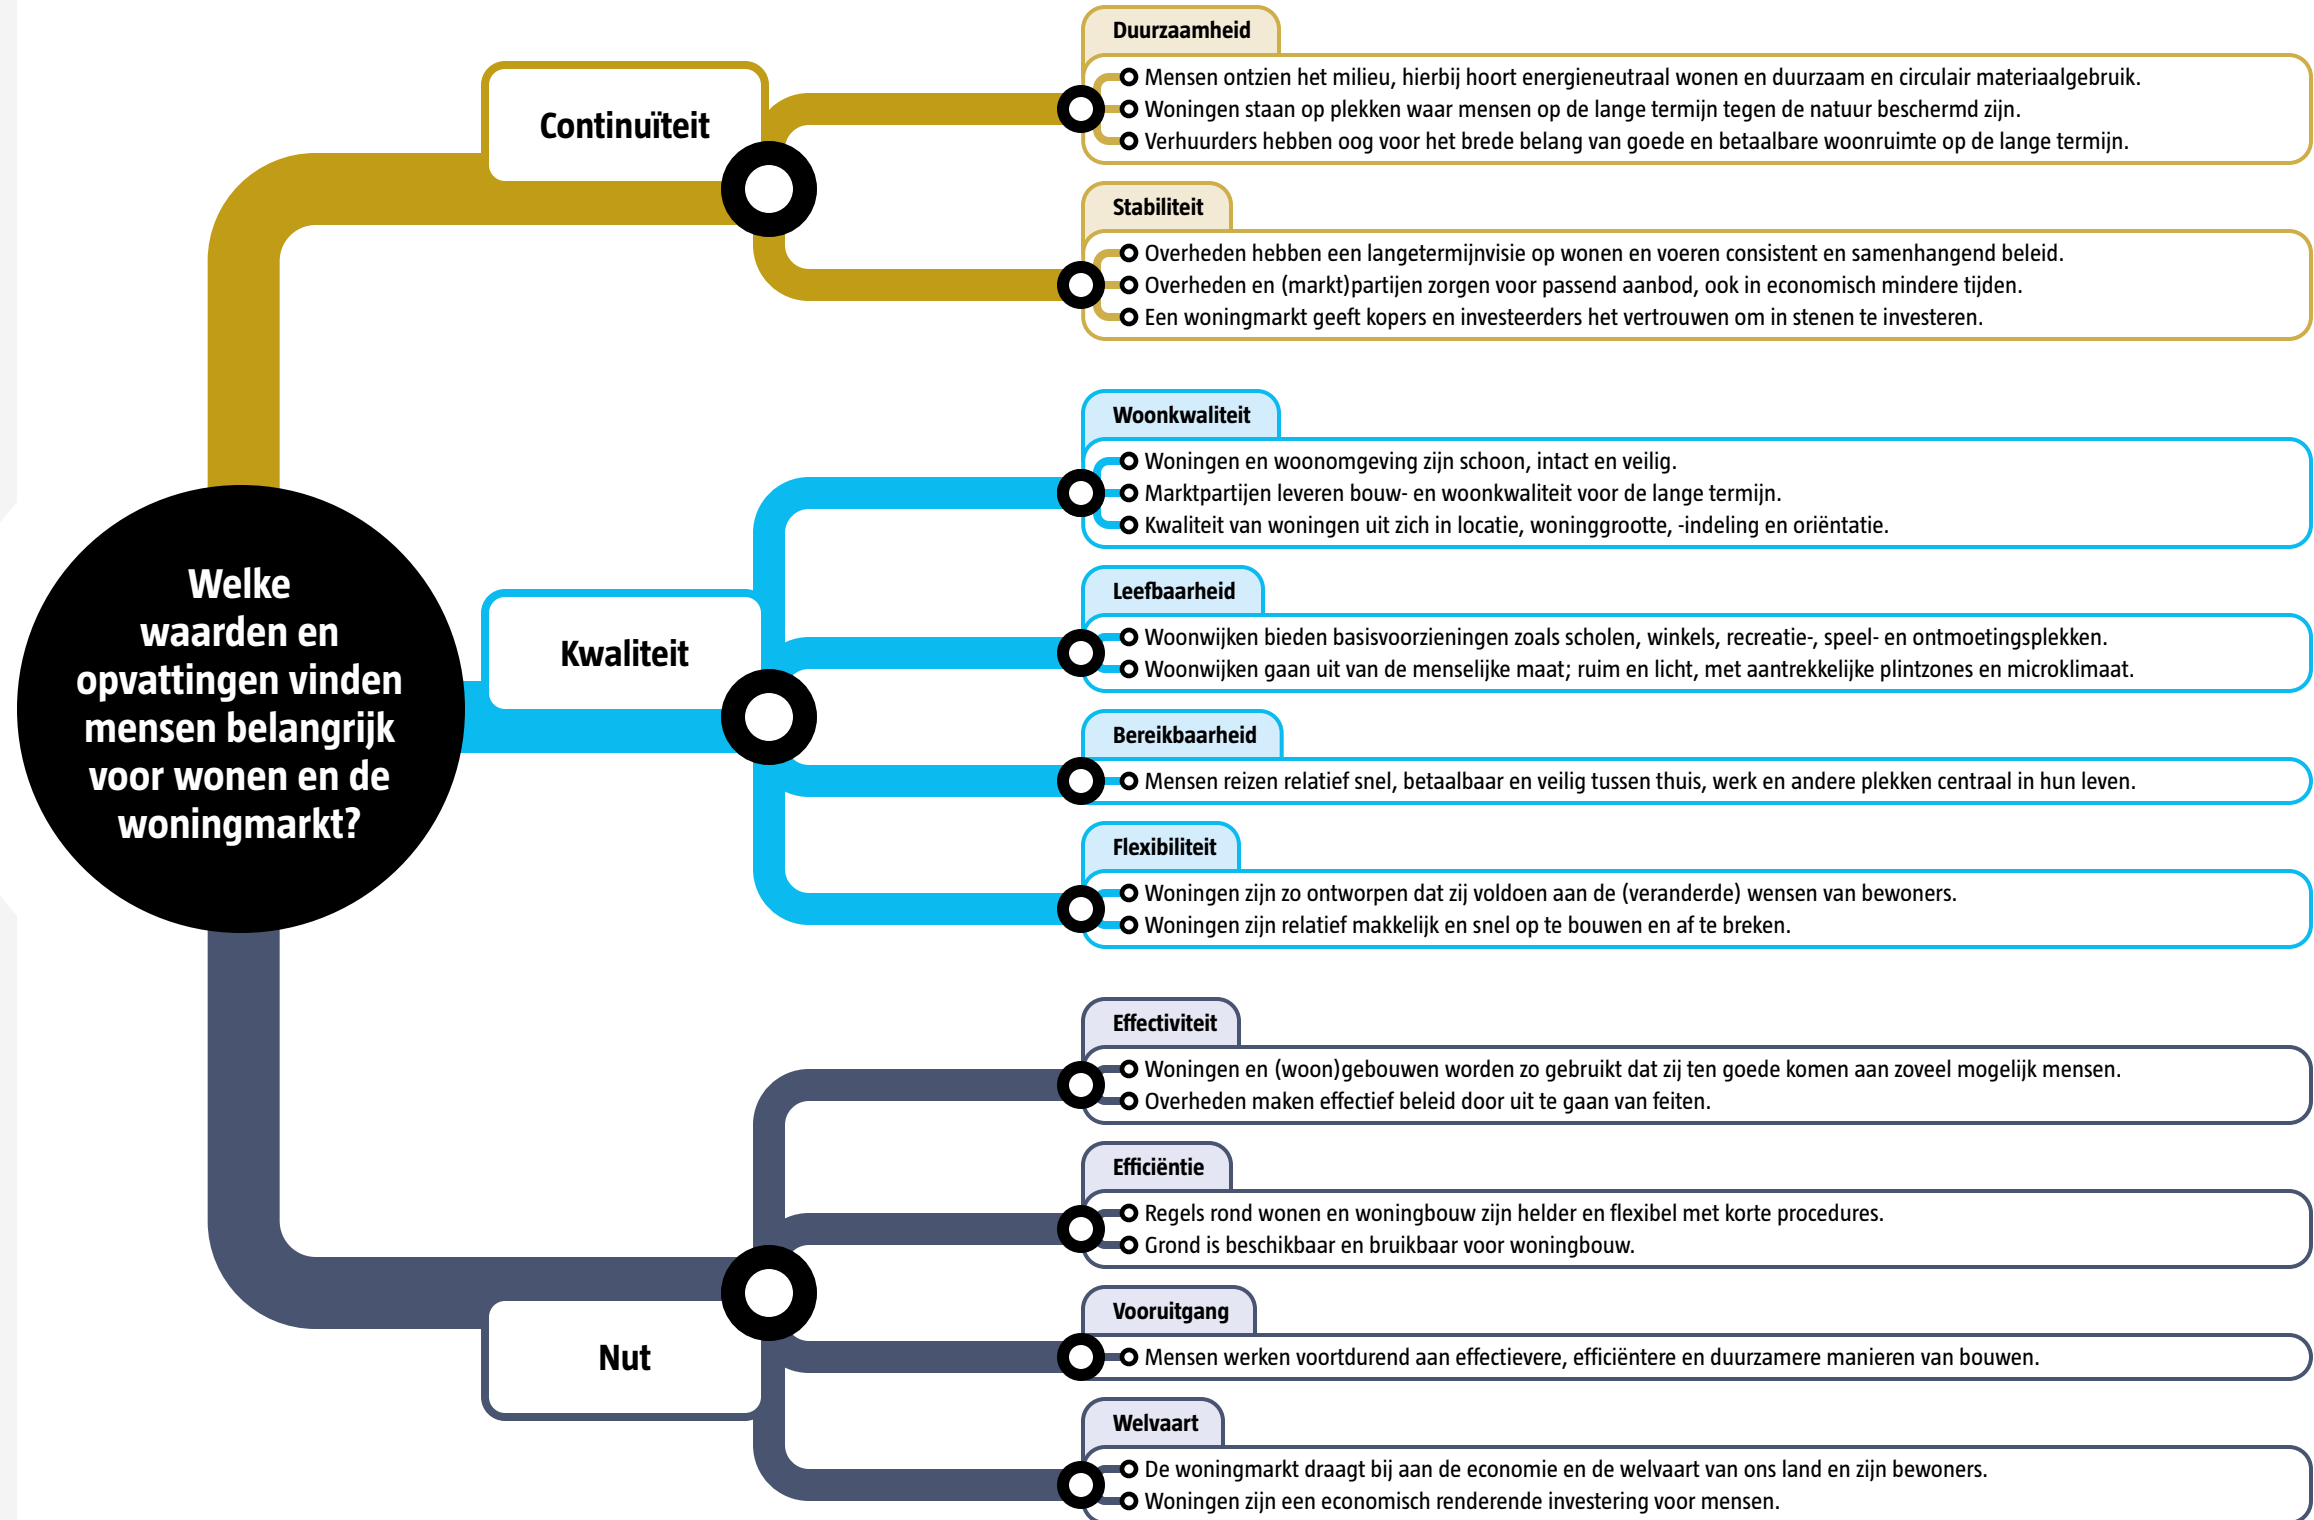 Welke
waarden en
opvattingen vinden
mensen belangrijk
voor wonen en de
woningmarkt?
Continuïteit
Duurzaamheid
Mensen ontzien het milieu, hierbij hoort energieneutraal wonen en duurzaam en circulair materiaalgebruik.
Woningen staan op plekken waar mensen op de lange termijn tegen de natuur beschermd zijn.
Verhuurders hebben oog voor het brede belang van goede en betaalbare woonruimte op de lange termijn.
Stabiliteit
Overheden hebben een langetermijnvisie op wonen en voeren consistent en samenhangend beleid.
Overheden en (markt)partijen zorgen voor passend aanbod, ook in economisch mindere tijden.
Een woningmarkt geeft kopers en investeerders het vertrouwen om in stenen te investeren.
Kwaliteit
Woonkwaliteit
Woningen en woonomgeving zijn schoon, intact en veilig.
Marktpartijen leveren bouw- en woonkwaliteit voor de lange termijn.
Kwaliteit van woningen uit zich in locatie, woninggrootte, -indeling en oriëntatie.
Leefbaarheid
Woonwijken bieden basisvoorzieningen zoals scholen, winkels, recreatie-, speel- en ontmoetingsplekken.
Woonwijken gaan uit van de menselijke maat; ruim en licht, met aantrekkelijke plintzones en microklimaat.
Bereikbaarheid
Mensen reizen relatief snel, betaalbaar en veilig tussen thuis, werk en andere plekken centraal in hun leven.
Flexibiliteit
Woningen zijn zo ontworpen dat zij voldoen aan de (veranderde) wensen van bewoners.
Woningen zijn relatief makkelijk en snel op te bouwen en af te breken.
Nut
Effectiviteit
Woningen en (woon)gebouwen worden zo gebruikt dat zij ten goede komen aan zoveel mogelijk mensen.
Overheden maken effectief beleid door uit te gaan van feiten.
Efficiëntie
Regels rond wonen en woningbouw zijn helder en flexibel met korte procedures.
Grond is beschikbaar en bruikbaar voor woningbouw.
Vooruitgang
Mensen werken voortdurend aan effectievere, efficiëntere en duurzamere manieren van bouwen.
Welvaart
De woningmarkt draagt bij aan de economie en de welvaart van ons land en zijn bewoners.
Woningen zijn een economisch renderende investering voor mensen.